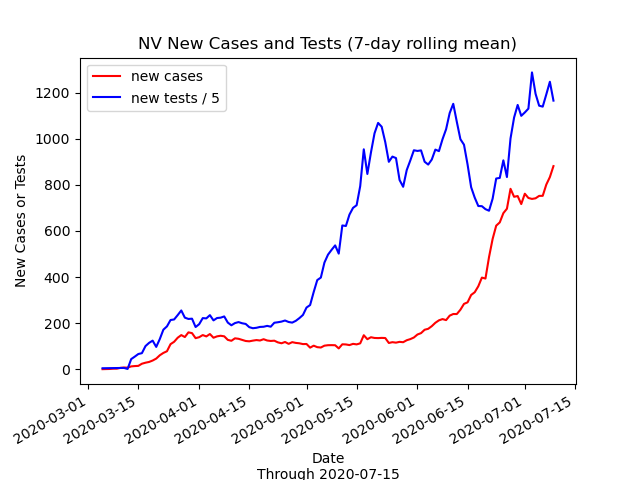 NV New Cases and Tests (7-day rolling mean)
new cases
new tests / 5
New Cases or Tests
1200
1000
800
600
400
200
0
2020-03-01
2020-03-15
2020-04-01
2020-04-15
2020-05-01
2020-05-15
2020-06-01
2020-06-15
2020-07-01
2020-07-15
Date
Through 2020-07-15